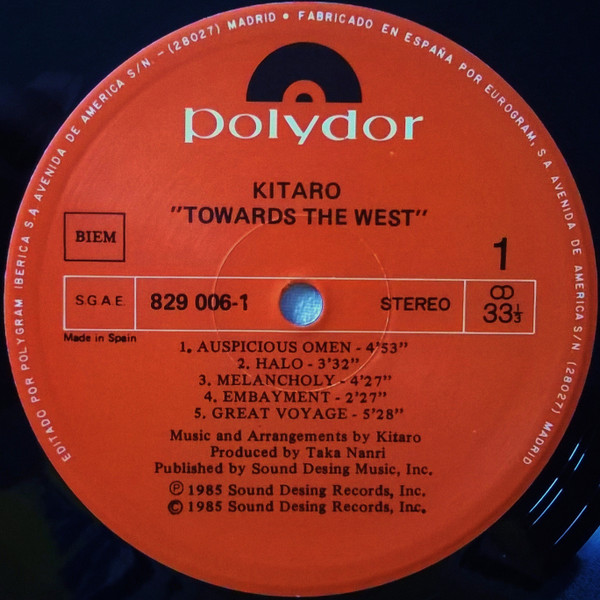 EDITADO POR POLYGRAM IBERICA S.A. AVENIDA DE AMERICA S/N. - (28027) MADRID • FABRICADO EN ESPAÑA POR EUROGRAM, S.A. AVENIDA DE AMERICA S/N (28027) MADRID
polydor
KITARO
"TOWARDS THE WEST"
BIEM
1
S.G.A.E. 829 006-1 STEREO 33⅓
Made in Spain
1. AUSPICIOUS OMEN - 4'53"
2. HALO - 3'32"
3. MELANCHOLY - 4'27"
4. EMBAYMENT - 2'27"
5. GREAT VOYAGE - 5'28"
Music and Arrangements by Kitaro
Produced by Taka Nanri
Published by Sound Desing Music, Inc.
℗ 1985 Sound Desing Records, Inc.
© 1985 Sound Desing Records, Inc.